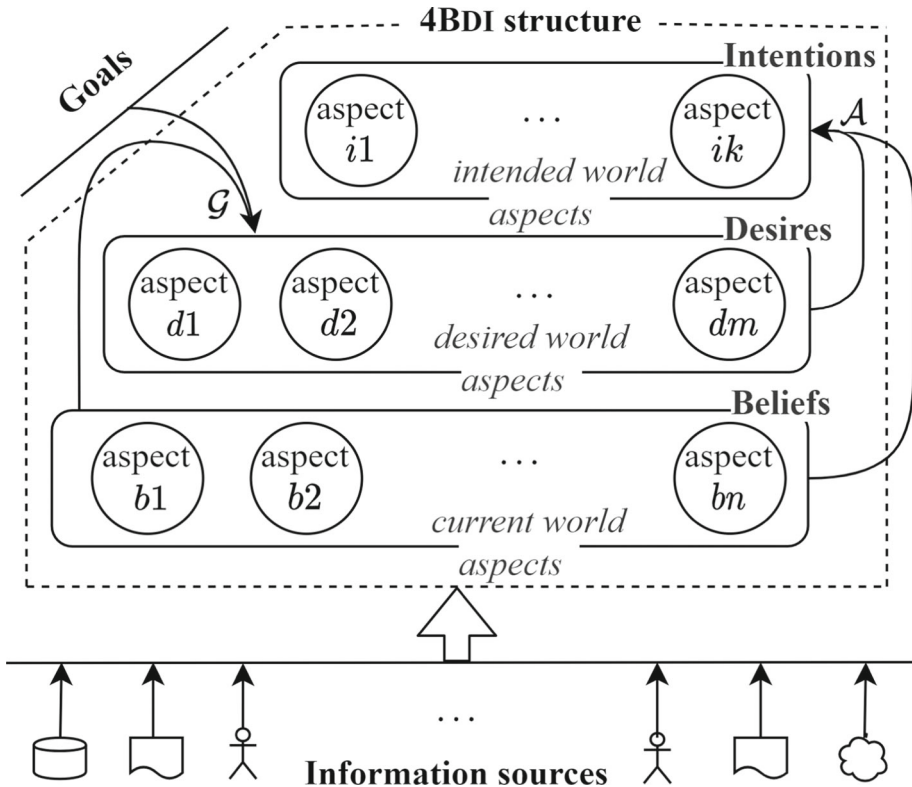 4BDI structure
Goals
Intentions
aspect i1
...
aspect ik
intended world
aspects
𝒜
𝒢
Desires
aspect d1
aspect d2
...
aspect dm
desired world
aspects
Beliefs
aspect b1
aspect b2
...
aspect bn
current world
aspects
...
Information sources